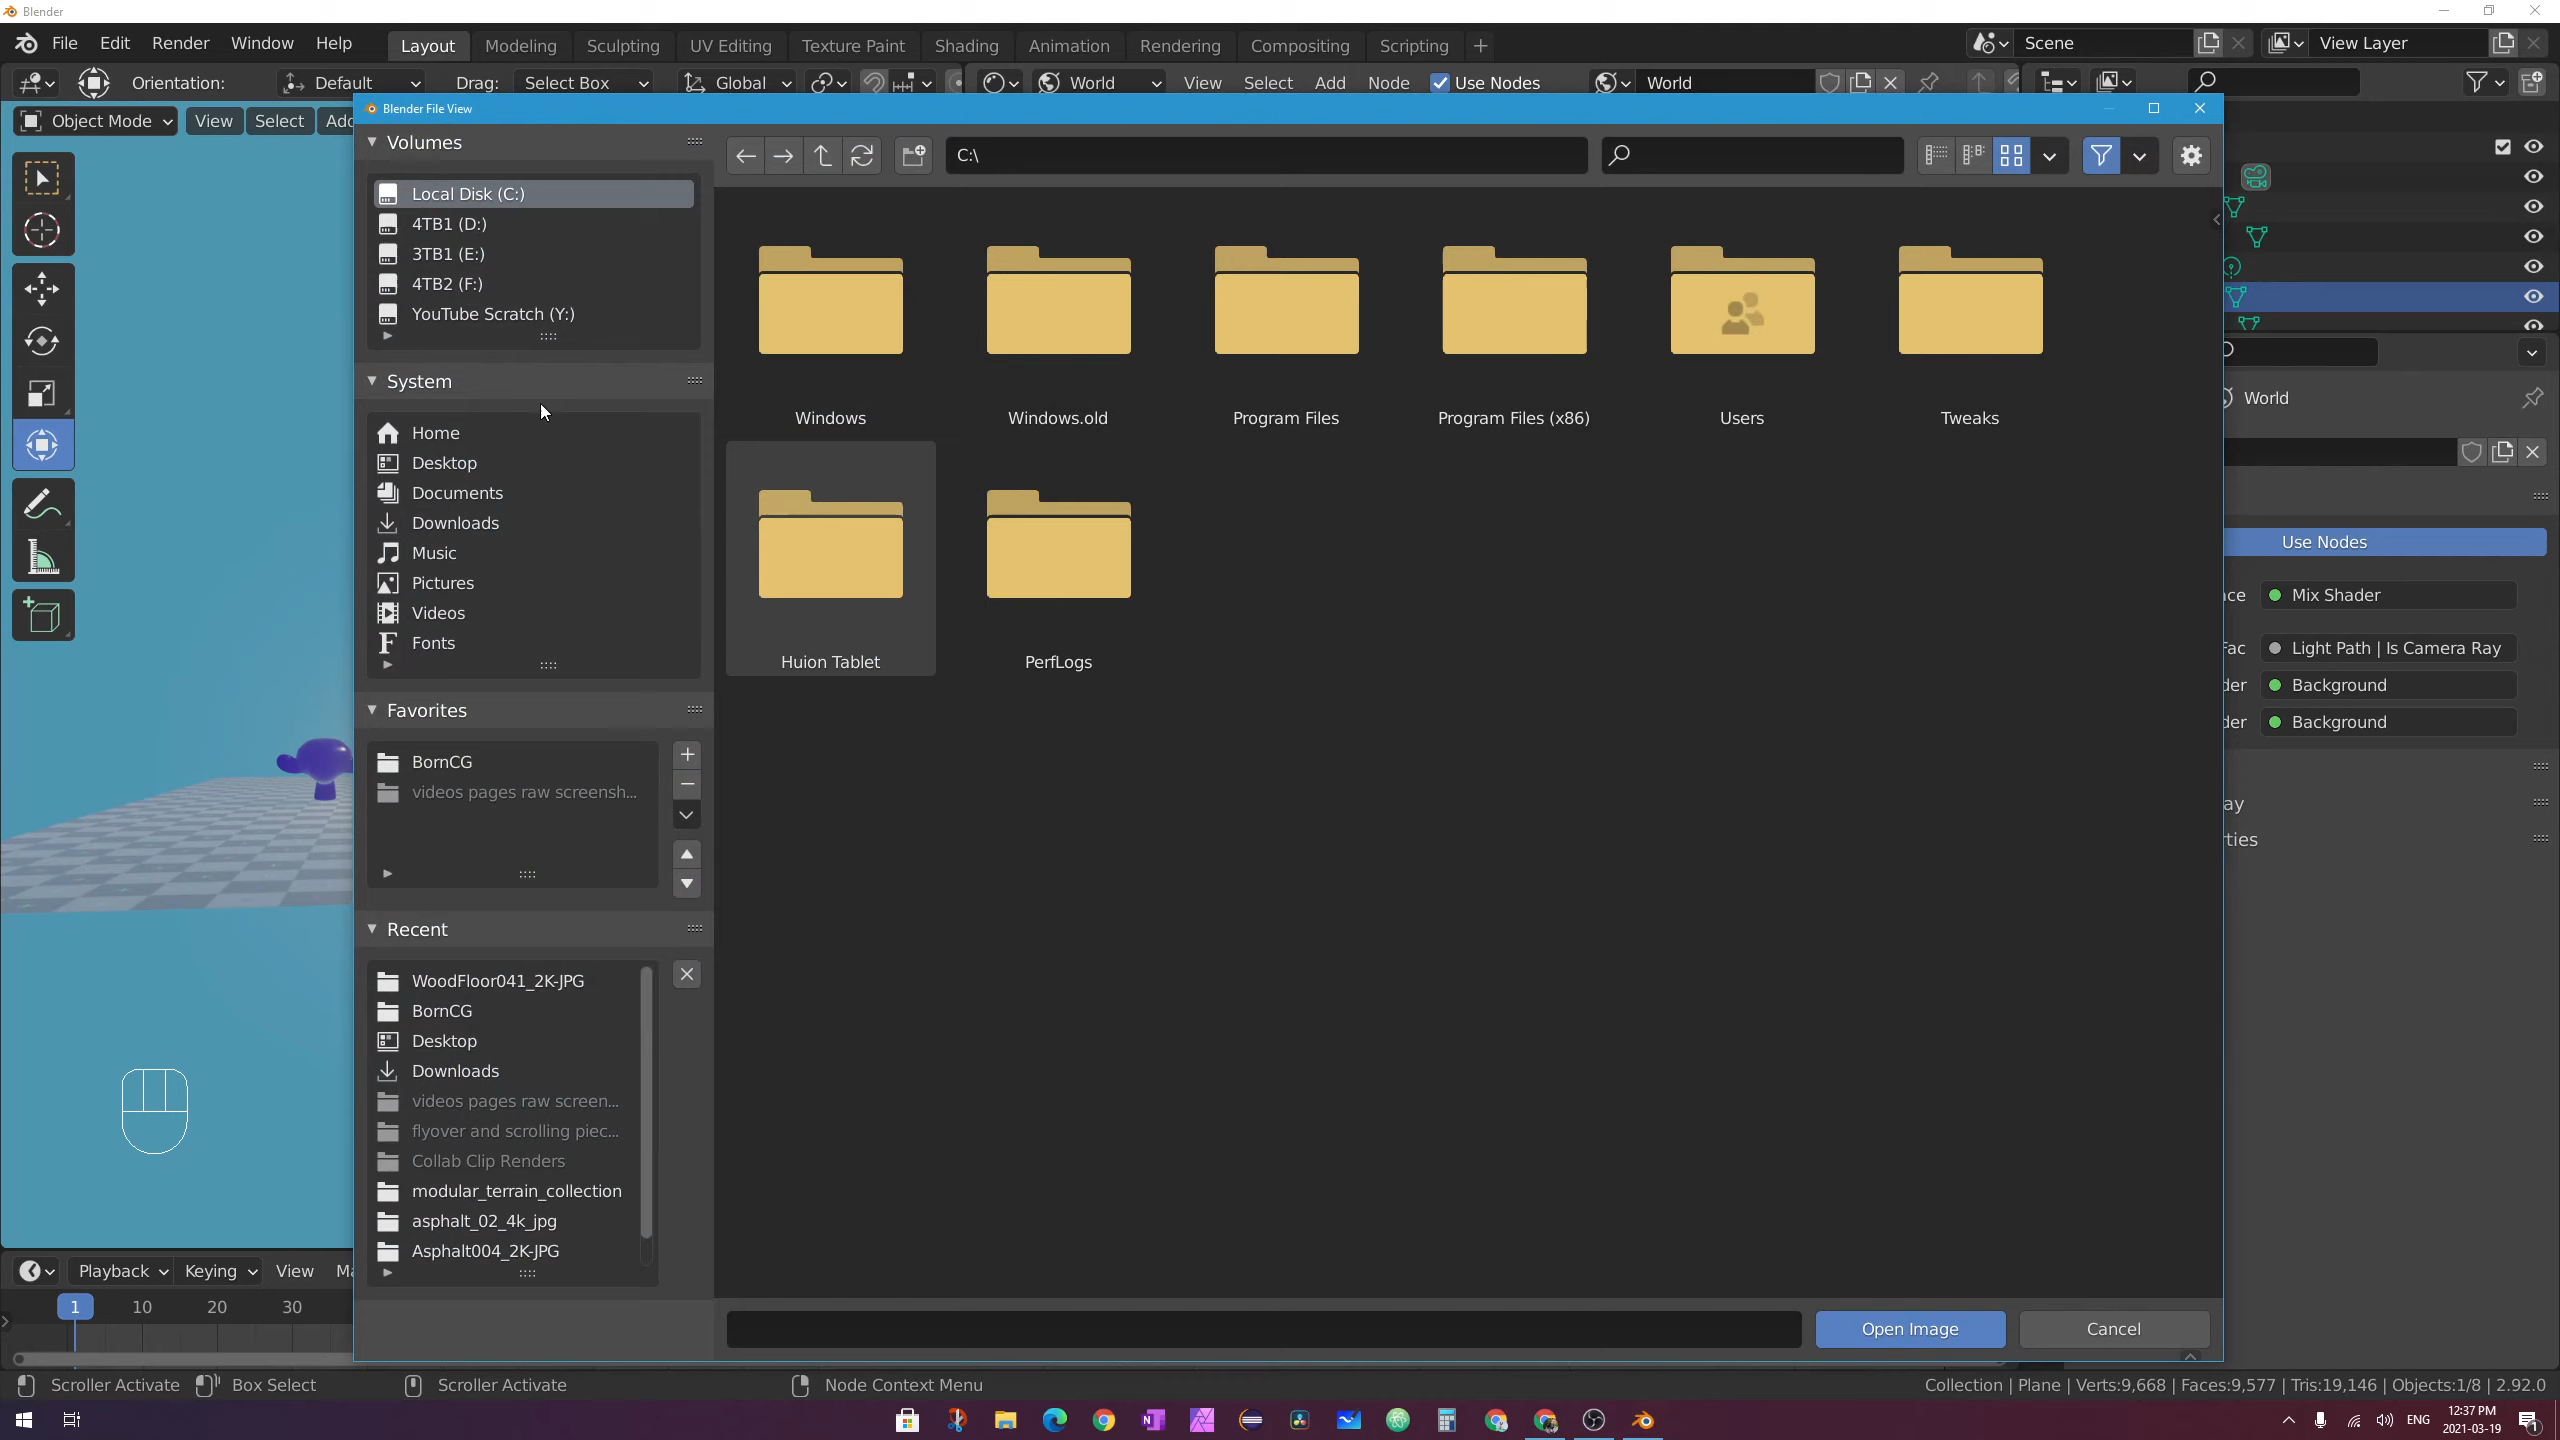 Blender
File Edit Render Window Help Layout Modeling Sculpting UV Editing Texture Paint Shading Animation Rendering Compositing Scripting + Scene View Layer
Orientation: Default Drag: Select Box Global World View Select Add Node Use Nodes World
Object Mode View Select Add
Blender File View
Volumes
C:\
Local Disk (C:)
4TB1 (D:)
3TB1 (E:)
4TB2 (F:)
YouTube Scratch (Y:)
System
Home
Desktop
Documents
Downloads
Music
Pictures
Videos
Fonts
Favorites
BornCG
videos pages raw screensh...
Recent
WoodFloor041_2K-JPG
BornCG
Desktop
Downloads
videos pages raw screen...
flyover and scrolling piec...
Collab Clip Renders
modular_terrain_collection
asphalt_02_4k_jpg
Asphalt004_2K-JPG
Windows Windows.old Program Files Program Files (x86) Users Tweaks
Huion Tablet PerfLogs
Open Image Cancel
World
Use Nodes
ace Mix Shader
Fac Light Path | Is Camera Ray
der Background
der Background
ay
rties
Playback Keying View Ma
1 10 20 30
Scroller Activate Box Select Scroller Activate Node Context Menu Collection | Plane | Verts:9,668 | Faces:9,577 | Tris:19,146 | Objects:1/8 | 2.92.0
ENG 12:37 PM
2021-03-19